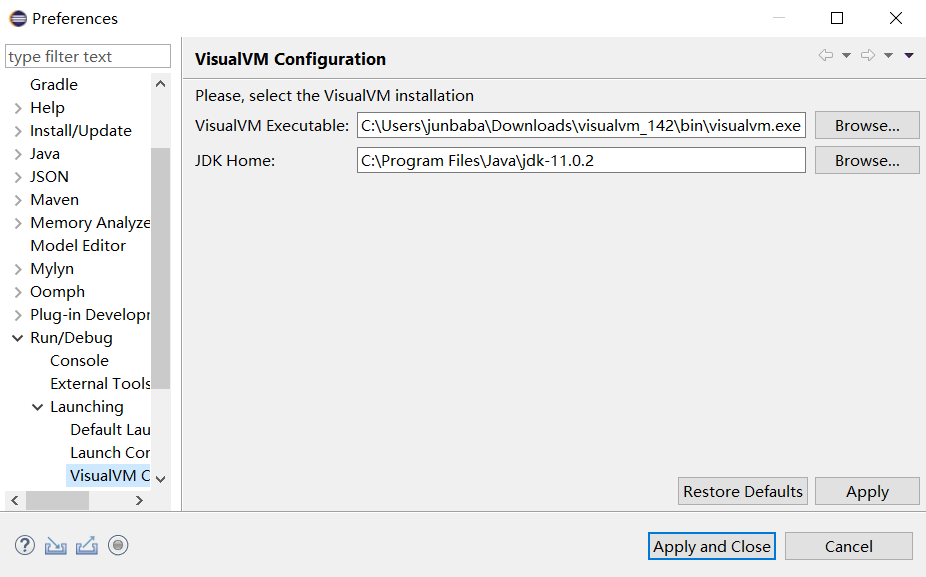 Preferences
type filter text
Gradle
Help
Install/Update
Java
JSON
Maven
Memory Analyze
Model Editor
Mylyn
Oomph
Plug-in Developr
Run/Debug
Console
External Tools
Launching
Default Lau
Launch Cor
VisualVM C
VisualVM Configuration
Please, select the VisualVM installation
VisualVM Executable: C:\Users\junbaba\Downloads\visualvm_142\bin\visualvm.exe Browse...
JDK Home: C:\Program Files\Java\jdk-11.0.2 Browse...
Restore Defaults Apply
Apply and Close Cancel